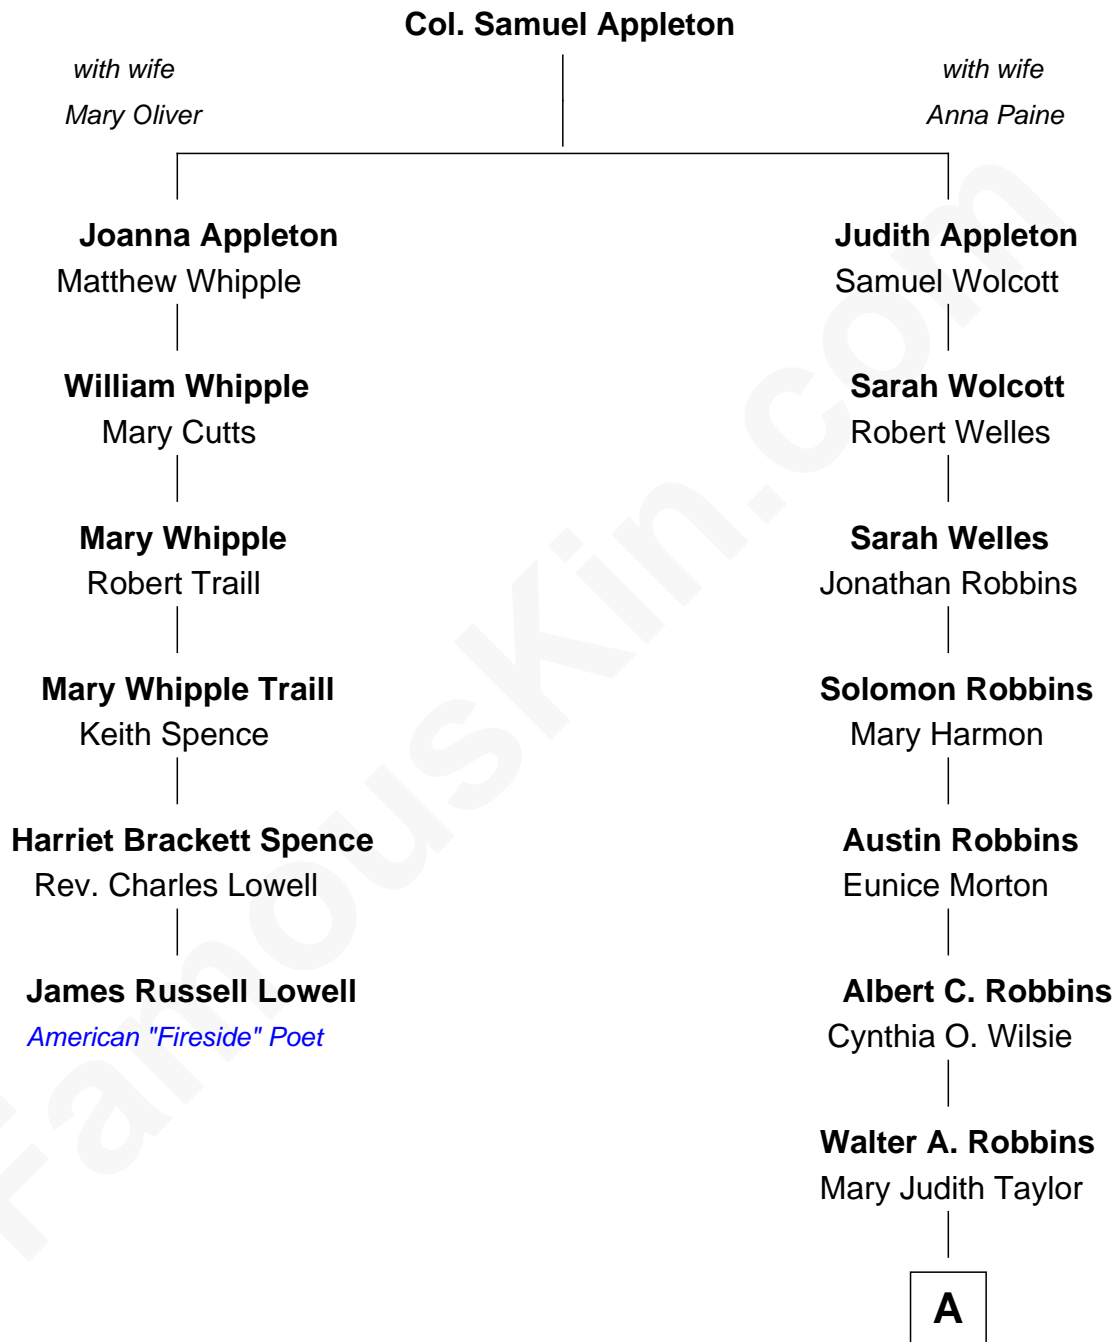 Col. Samuel Appleton
with wife
Mary Oliver
with wife
Anna Paine
Joanna Appleton
Matthew Whipple
Judith Appleton
Samuel Wolcott
William Whipple
Mary Cutts
Sarah Wolcott
Robert Welles
Mary Whipple
Robert Traill
Sarah Welles
Jonathan Robbins
Mary Whipple Traill
Keith Spence
Solomon Robbins
Mary Harmon
Harriet Brackett Spence
Rev. Charles Lowell
Austin Robbins
Eunice Morton
James Russell Lowell
American "Fireside" Poet
Albert C. Robbins
Cynthia O. Wilsie
Walter A. Robbins
Mary Judith Taylor
A
FamousKin.com